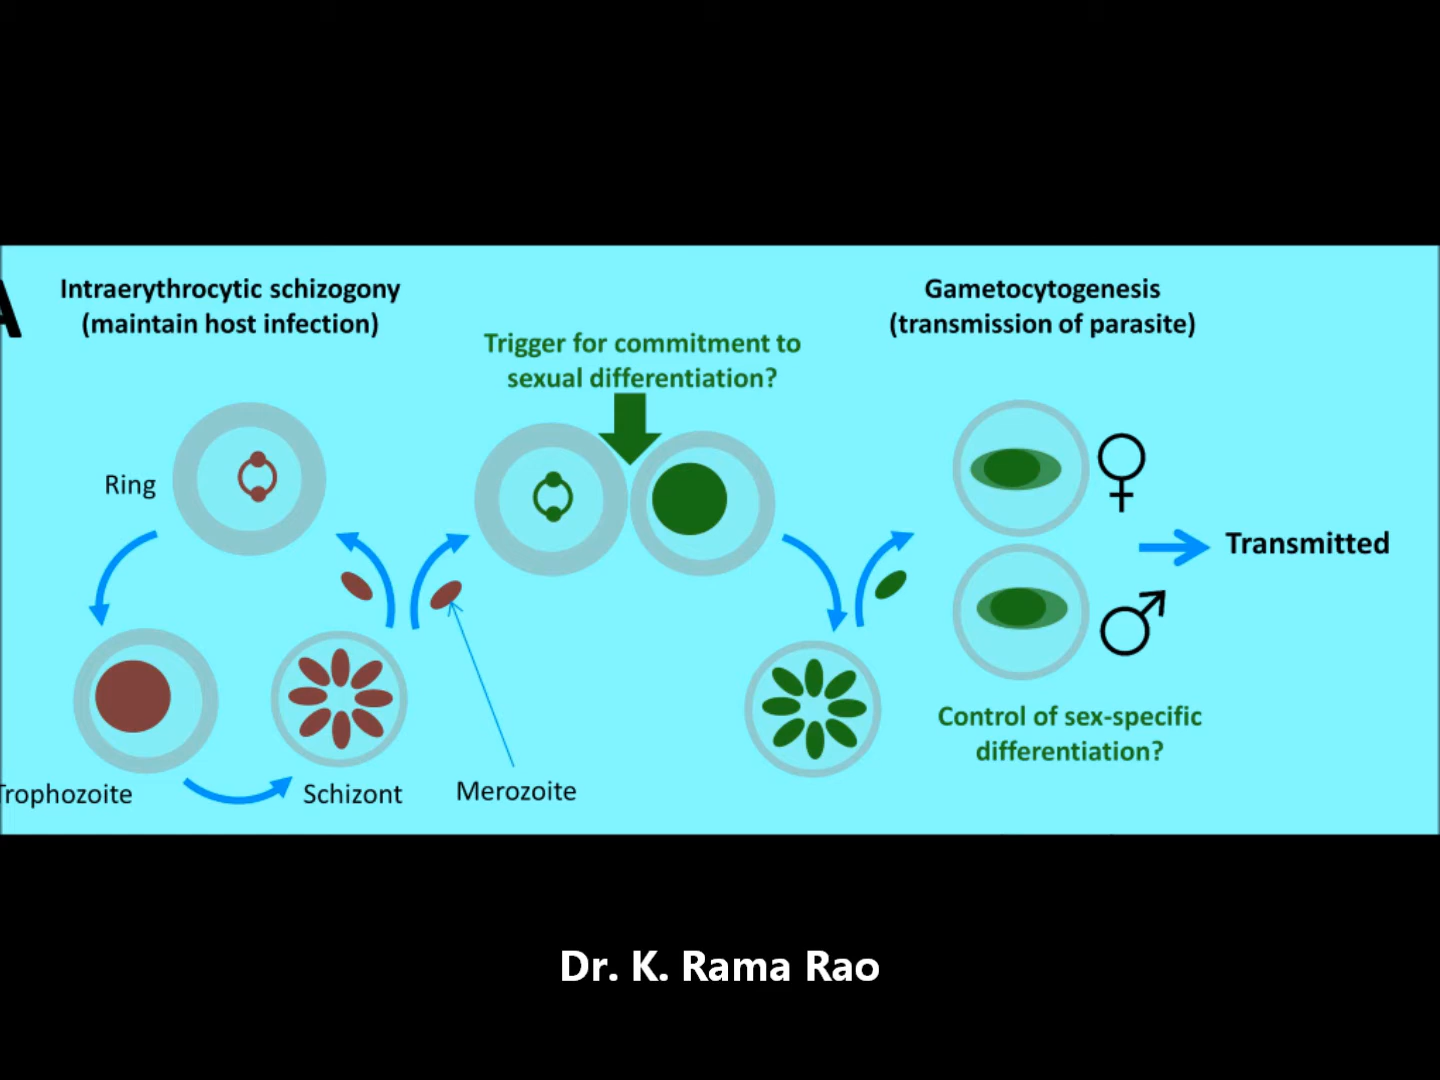 A
Intraerythrocytic schizogony
(maintain host infection)
Trigger for commitment to
sexual differentiation?
Gametocytogenesis
(transmission of parasite)
Ring
Transmitted
Control of sex-specific
differentiation?
Trophozoite
Schizont
Merozoite
Dr. K. Rama Rao